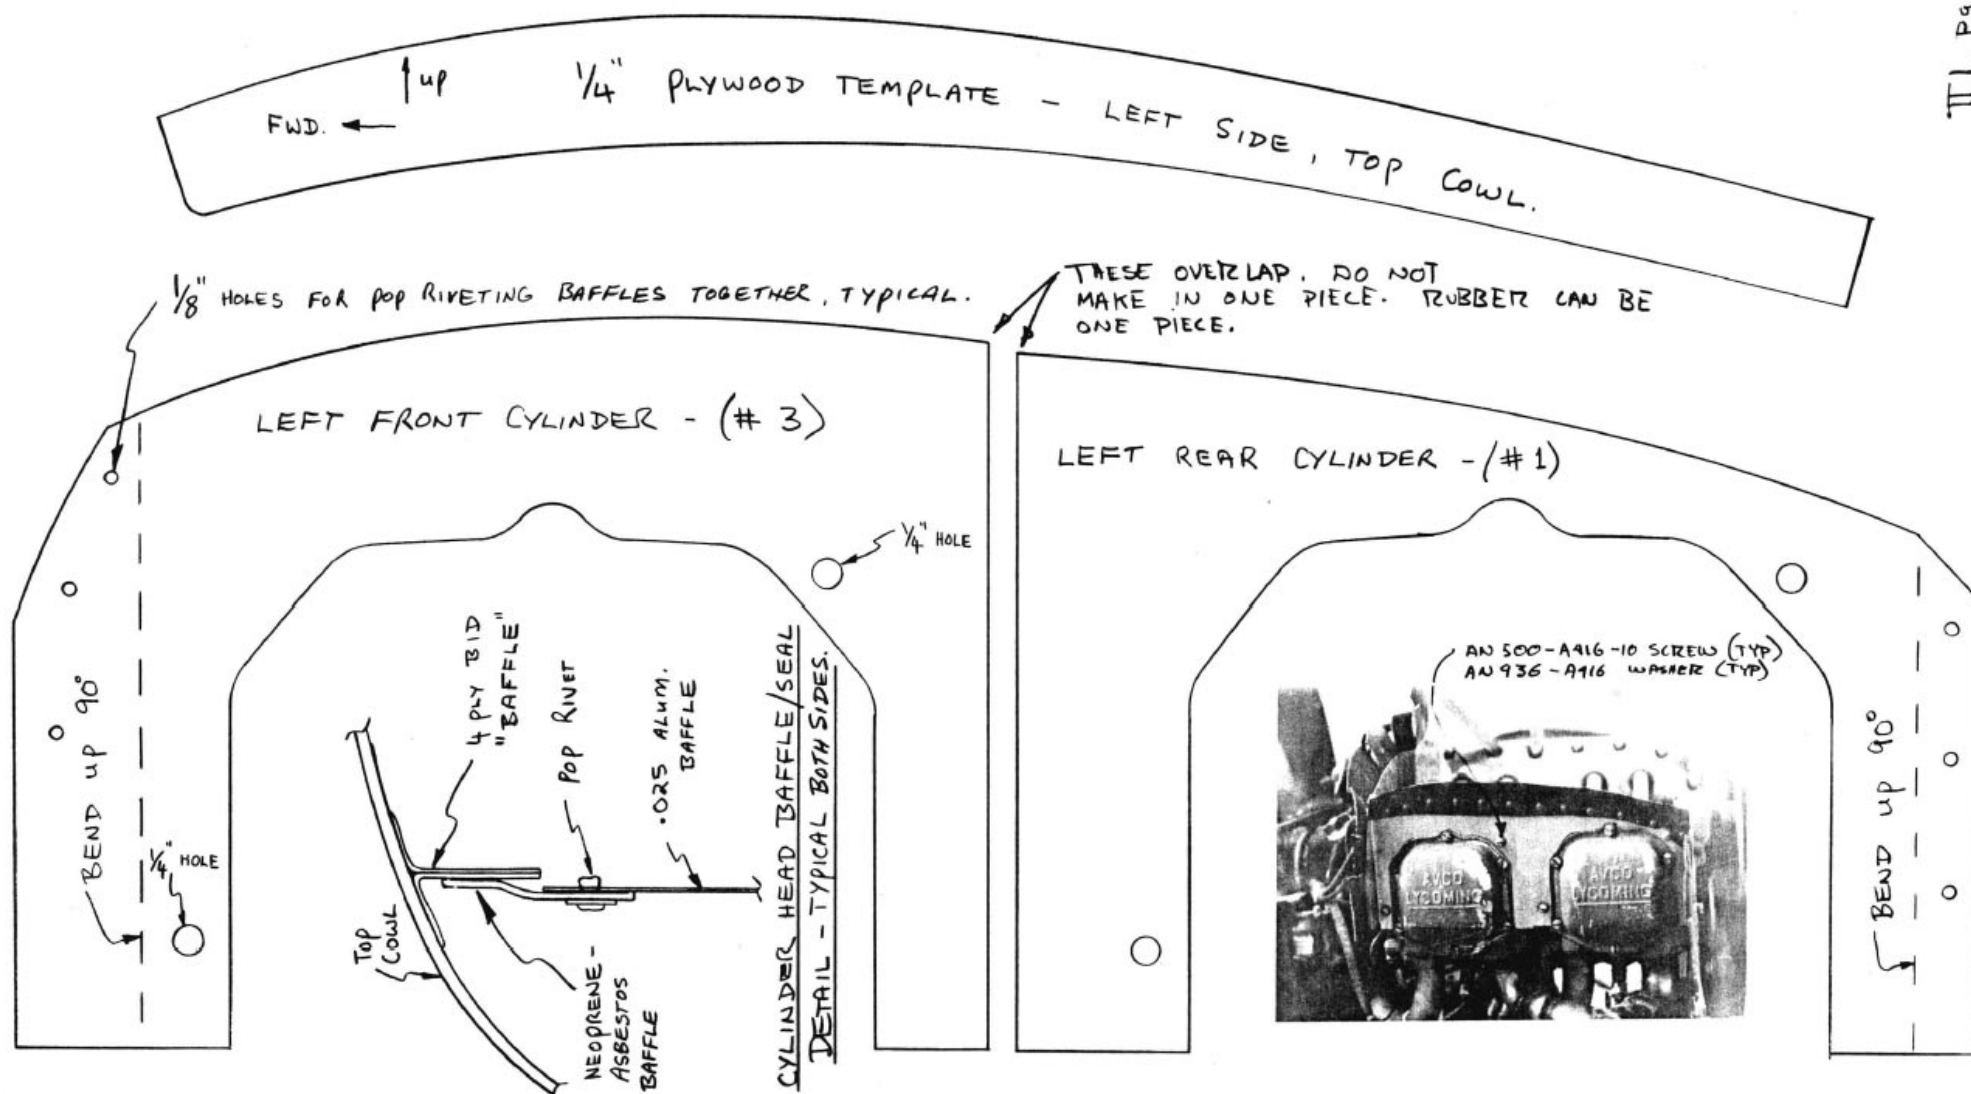 II Pg
up
1/4" PLYWOOD TEMPLATE - LEFT SIDE, TOP COWL.
FWD.
1/8" HOLES FOR POP RIVETING BAFFLES TOGETHER, TYPICAL.
THESE OVERLAP. DO NOT
MAKE IN ONE PIECE. RUBBER CAN BE
ONE PIECE.
LEFT FRONT CYLINDER - (# 3)
LEFT REAR CYLINDER - (# 1)
1/4" HOLE
BEND UP 90°
1/4" HOLE
4 PLY BID
"BAFFLE"
POP RIVET
.025 ALUM.
BAFFLE
TOP
COWL
NEOPRENE-
ASBESTOS
BAFFLE
CYLINDER HEAD BAFFLE/SEAL
DETAIL - TYPICAL BOTH SIDES.
AN 500-A416-10 SCREW (TYP)
AN 936-A416 WASHER (TYP)
AVCO
LYCOMING
AVCO
LYCOMING
BEND UP 90°